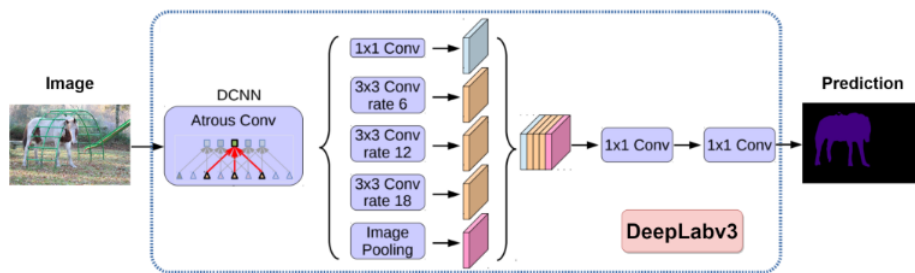 Image
DCNN
Atrous Conv
1x1 Conv
3x3 Conv
rate 6
3x3 Conv
rate 12
3x3 Conv
rate 18
Image
Pooling
1x1 Conv
1x1 Conv
DeepLabv3
Prediction